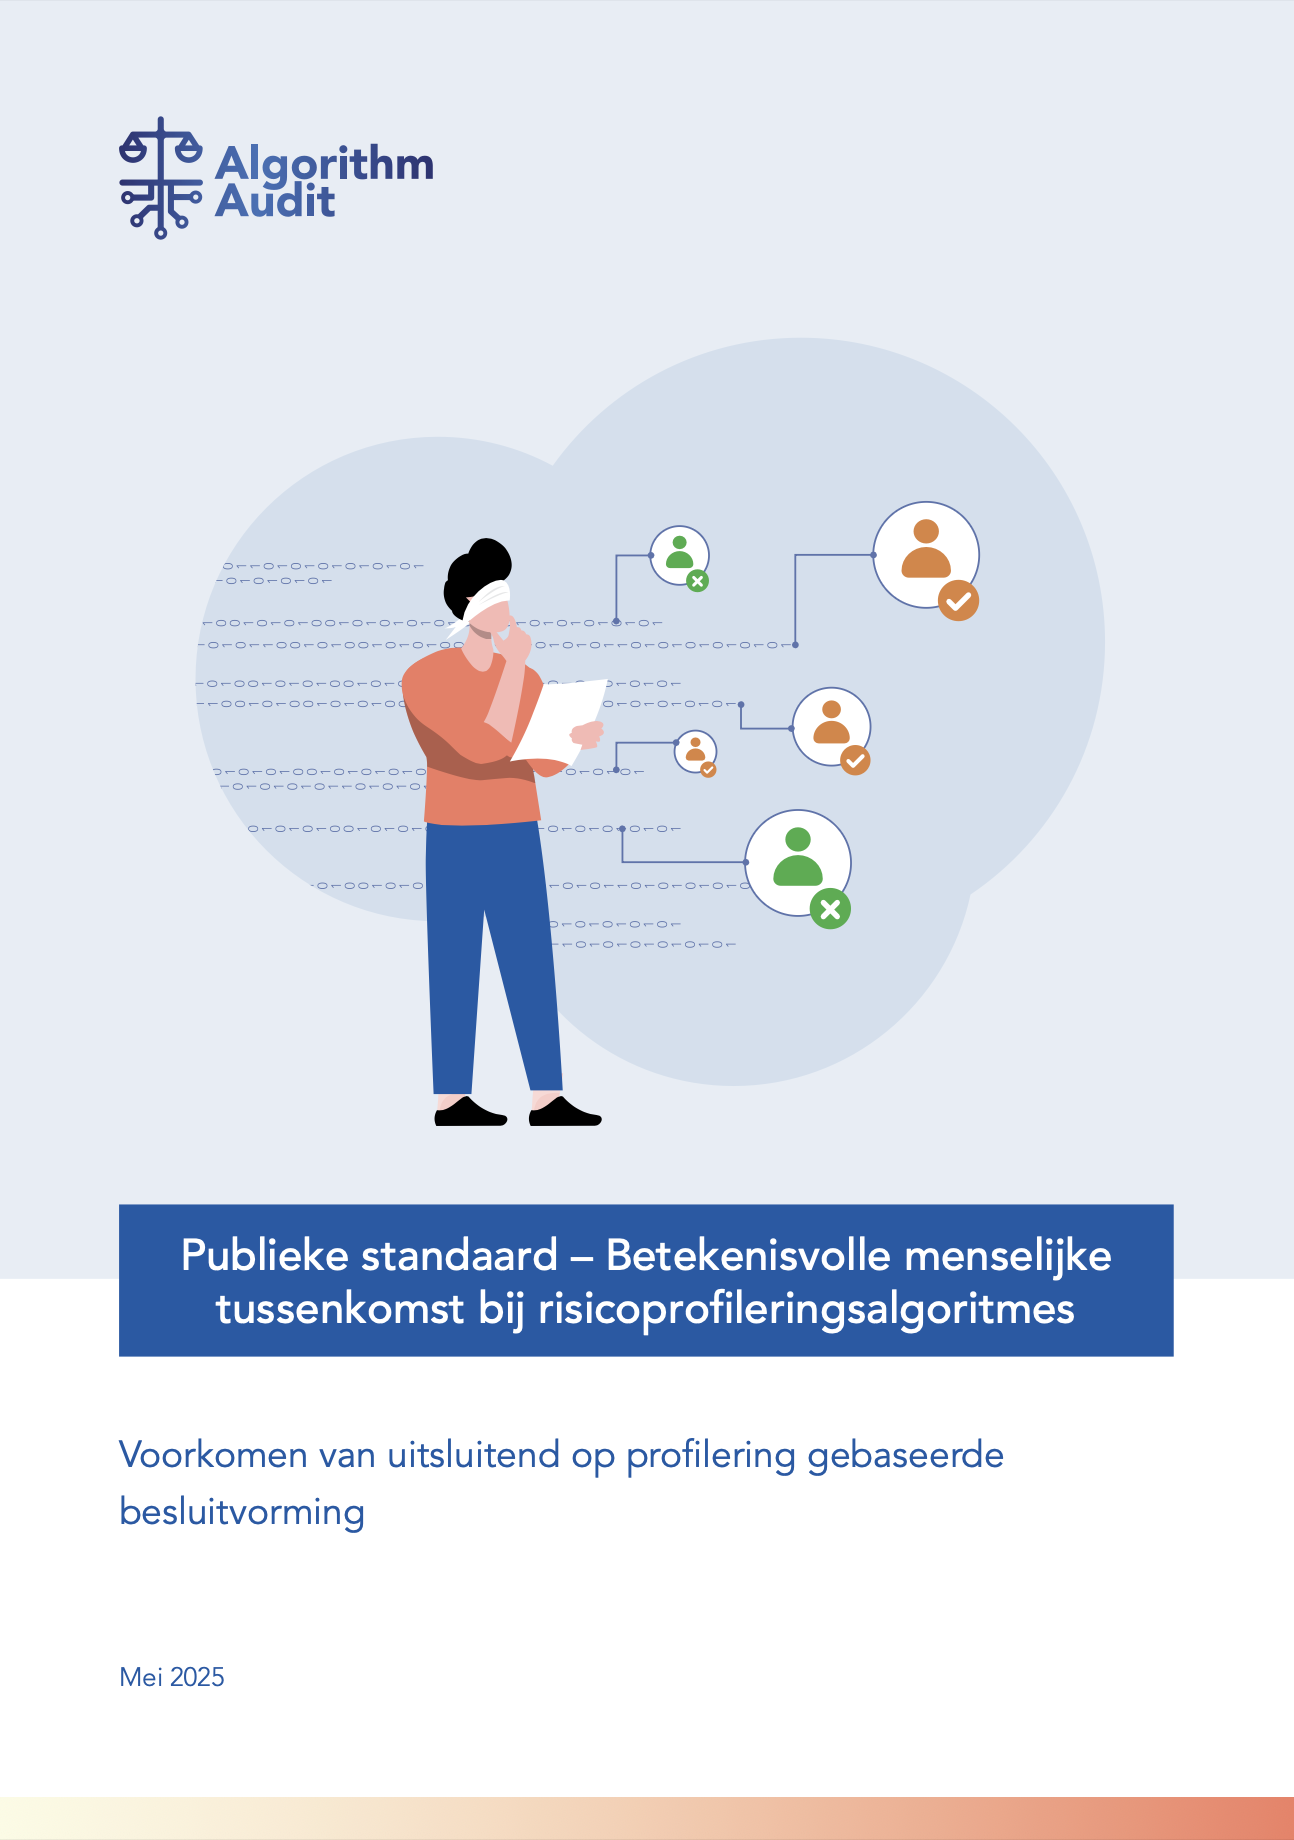 Algorithm
Audit
Publieke standaard – Betekenisvolle menselijke
tussenkomst bij risicoprofileringsalgoritmes
Voorkomen van uitsluitend op profilering gebaseerde
besluitvorming
Mei 2025